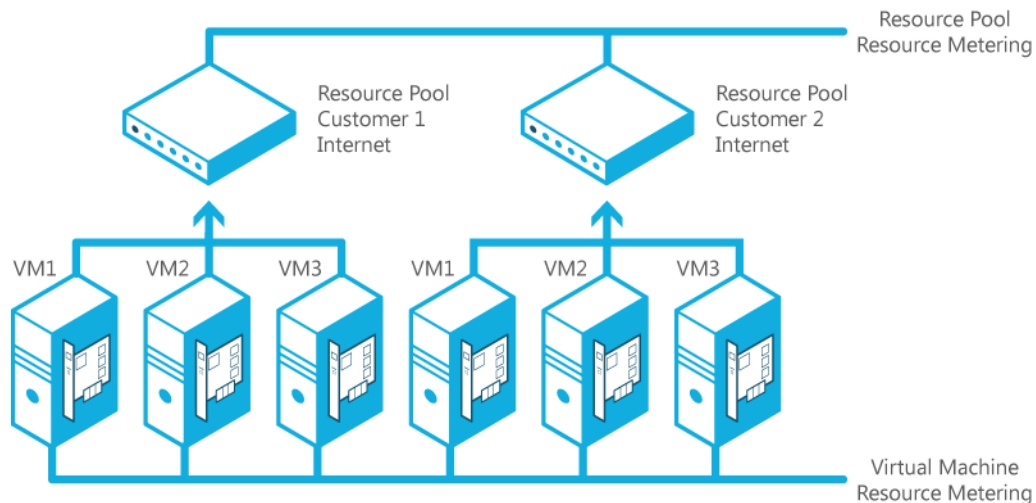 Resource Pool
Resource Metering
Resource Pool
Customer 1
Internet
Resource Pool
Customer 2
Internet
VM1
VM2
VM3
VM1
VM2
VM3
Virtual Machine
Resource Metering